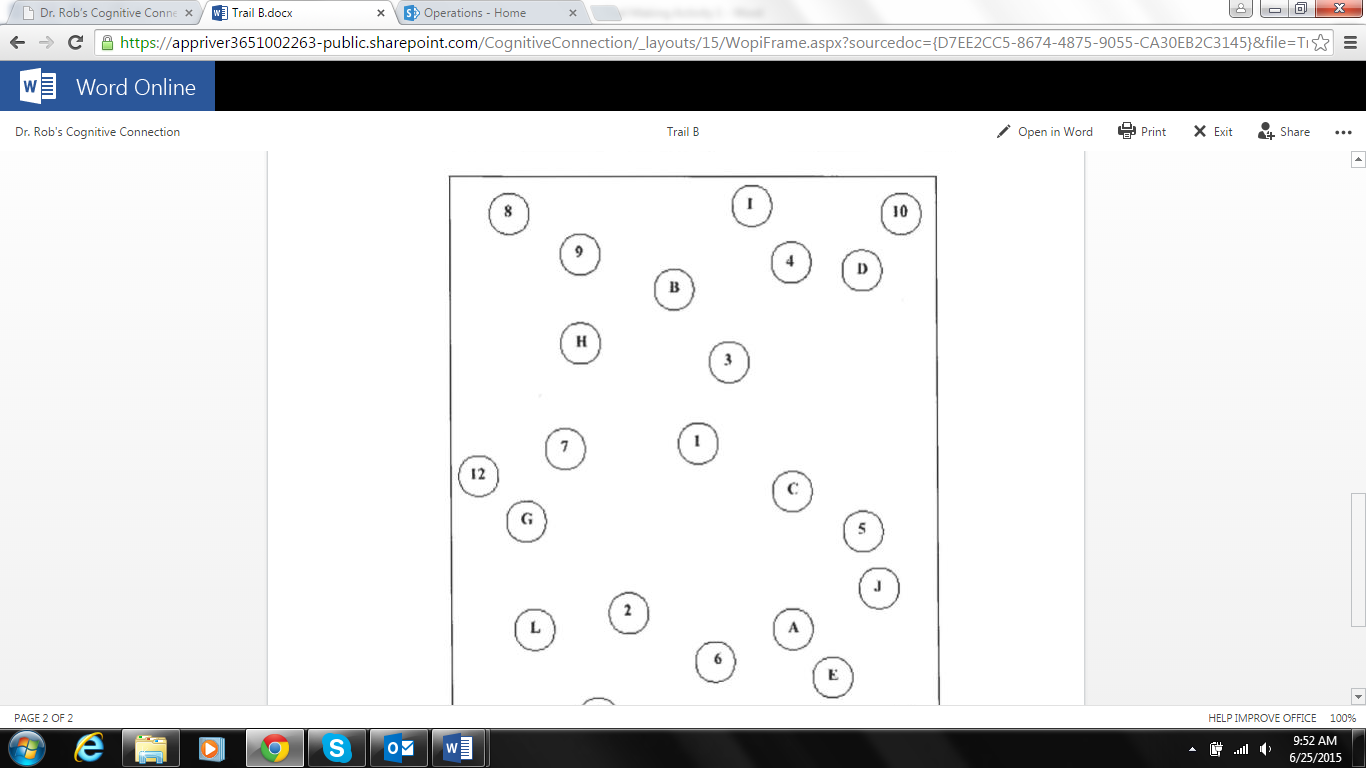 Dr. Rob's Cognitive Conne
Trail B.docx
Operations - Home
https://appriver3651002263-public.sharepoint.com/CognitiveConnection/_layouts/15/WopiFrame.aspx?sourcedoc={D7EE2CC5-8674-4875-9055-CA30EB2C3145}&file=Tr
Word Online
Dr. Rob's Cognitive Connection
Trail B
Open in Word
Print
Exit
Share
8
I
10
9
4
D
B
H
3
7
1
12
C
G
5
J
L
2
A
6
E
PAGE 2 OF 2
HELP IMPROVE OFFICE
100%
9:52 AM
6/25/2015